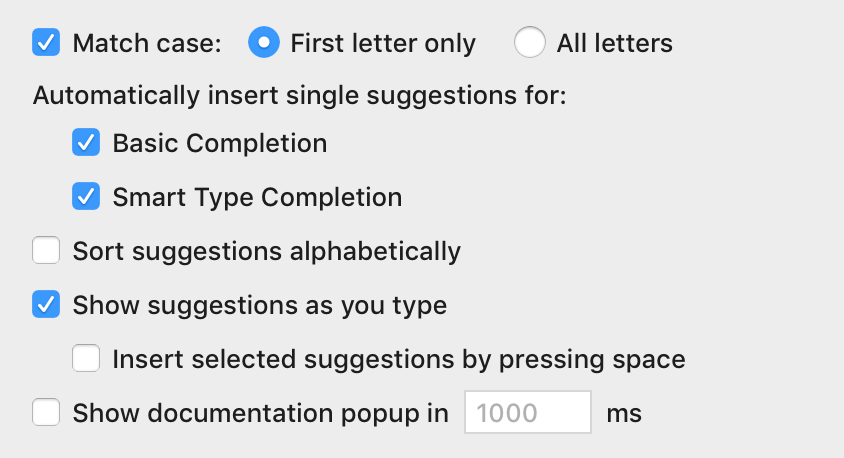 Match case: First letter only All letters
Automatically insert single suggestions for:
Basic Completion
Smart Type Completion
Sort suggestions alphabetically
Show suggestions as you type
Insert selected suggestions by pressing space
Show documentation popup in 1000 ms